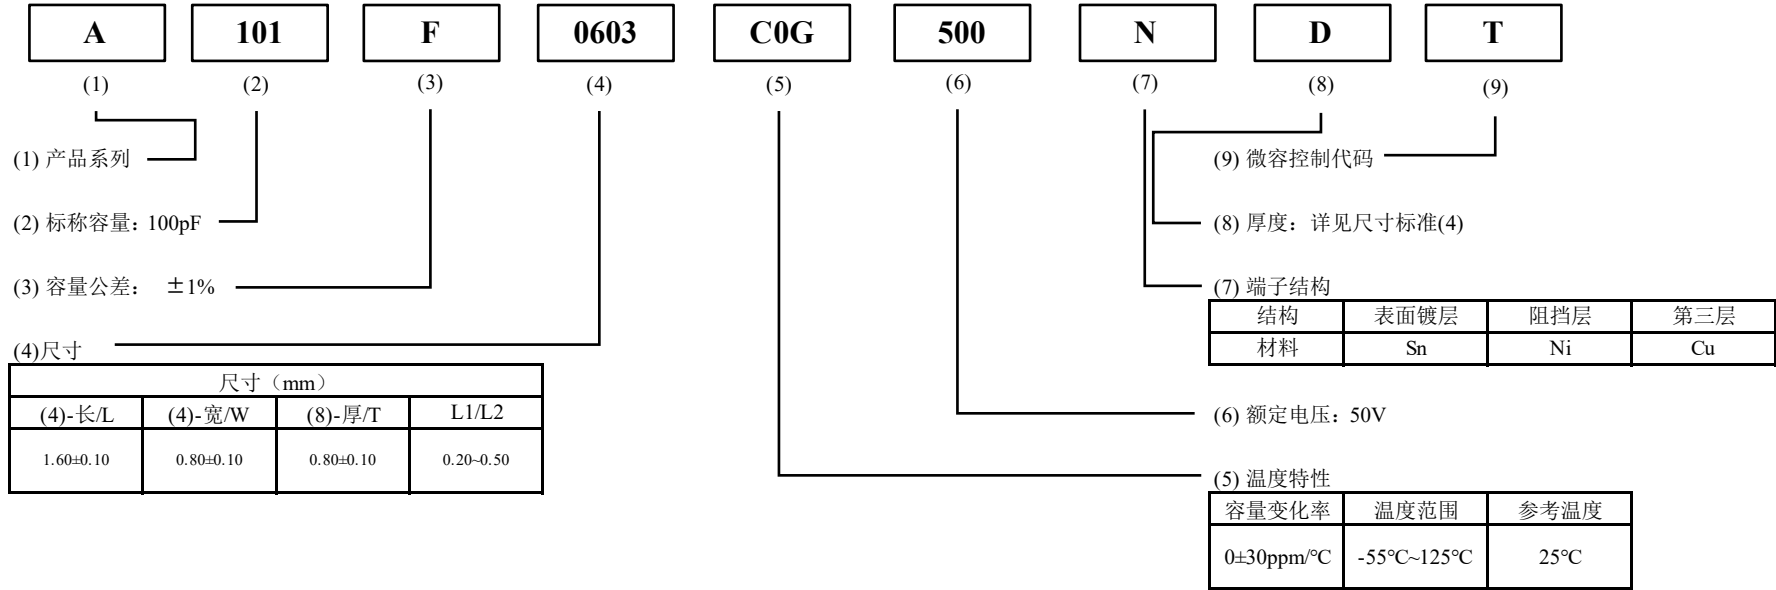 A 101 F 0603 C0G 500 N D T
(1) (2) (3) (4) (5) (6) (7) (8) (9)
(1) 产品系列
(2) 标称容量: 100pF
(3) 容量公差: ±1%
(4)尺寸
尺寸（mm）
(4)-长/L (4)-宽/W (8)-厚/T L1/L2
1.60±0.10 0.80±0.10 0.80±0.10 0.20~0.50
(9) 微容控制代码
(8) 厚度: 详见尺寸标准(4)
(7) 端子结构
结构 表面镀层 阻挡层 第三层
材料 Sn Ni Cu
(6) 额定电压: 50V
(5) 温度特性
容量变化率 温度范围 参考温度
0±30ppm/℃ -55℃~125℃ 25℃